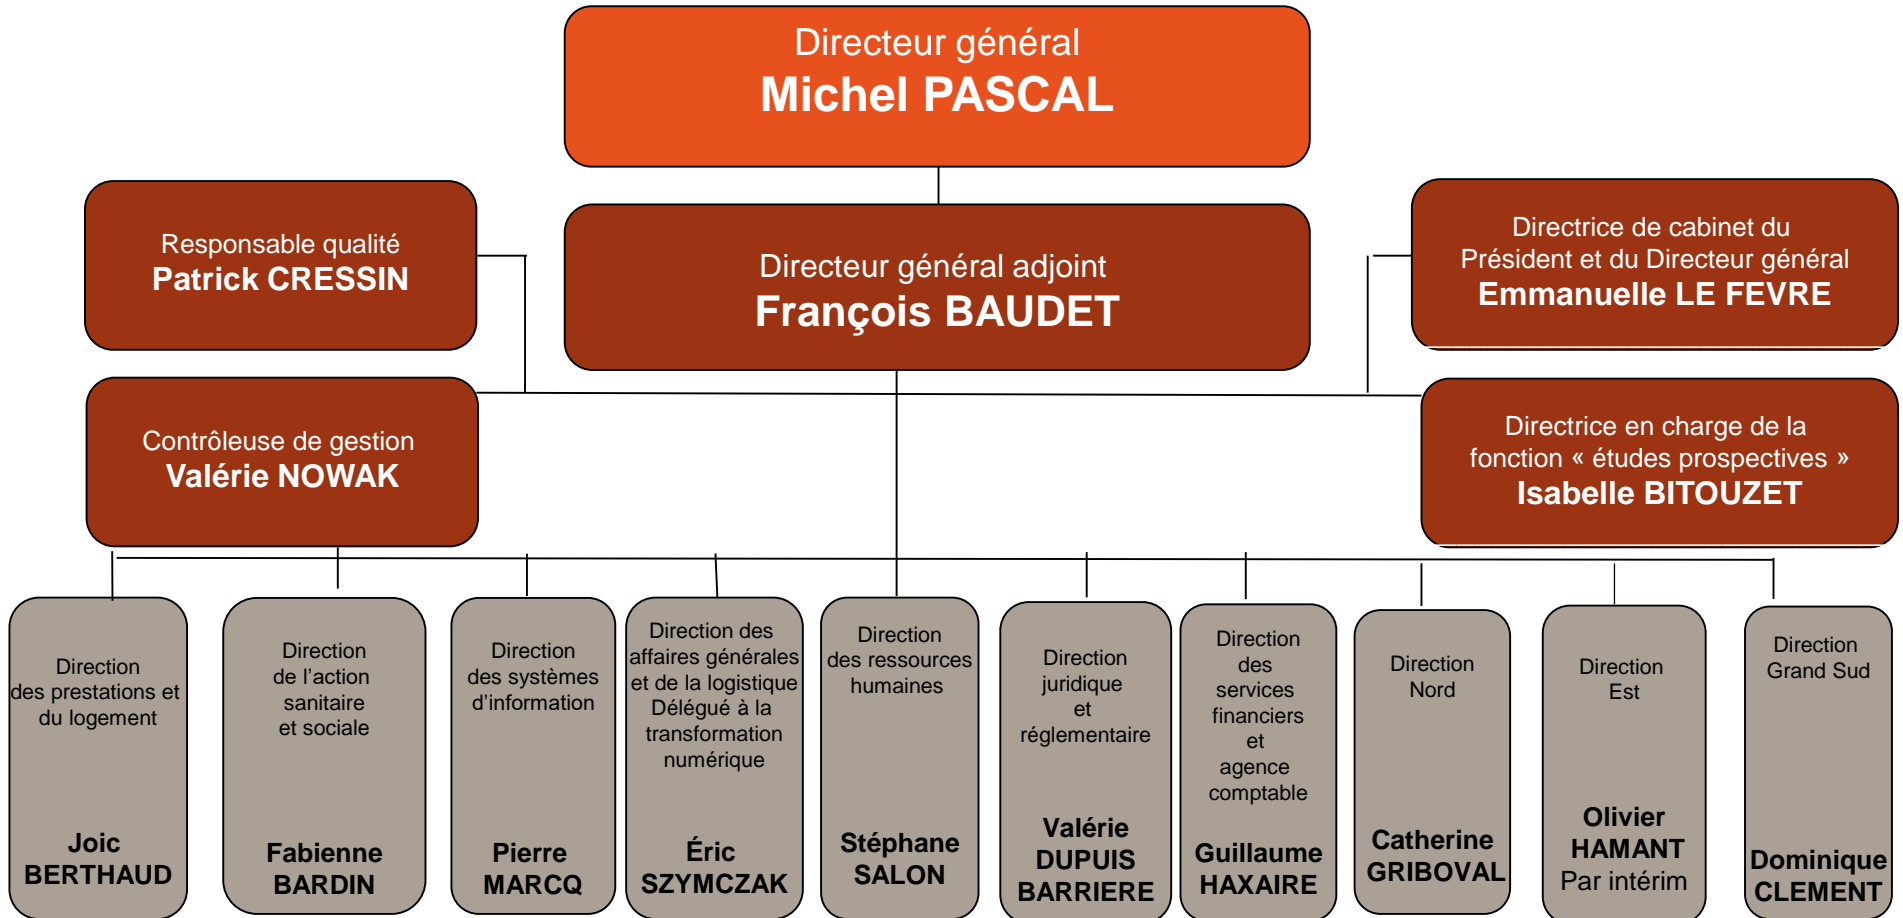 Directeur général
Michel PASCAL
Responsable qualité
Patrick CRESSIN
Directeur général adjoint
François BAUDET
Directrice de cabinet du
Président et du Directeur général
Emmanuelle LE FEVRE
Contrôleuse de gestion
Valérie NOWAK
Directrice en charge de la
fonction « études prospectives »
Isabelle BITOUZET
Direction
des prestations et
du logement
Joic
BERTHAUD
Direction
de l’action
sanitaire
et sociale
Fabienne
BARDIN
Direction
des systèmes
d’information
Pierre
MARCQ
Direction des
affaires générales
et de la logistique
Délégué à la
transformation
numérique
Éric
SZYMCZAK
Direction
des ressources
humaines
Stéphane
SALON
Direction
juridique
et
réglementaire
Valérie
DUPUIS
BARRIERE
Direction
des
services
financiers
et
agence
comptable
Guillaume
HAXAIRE
Direction
Nord
Catherine
GRIBOVAL
Direction
Est
Olivier
HAMANT
Par intérim
Direction
Grand Sud
Dominique
CLEMENT